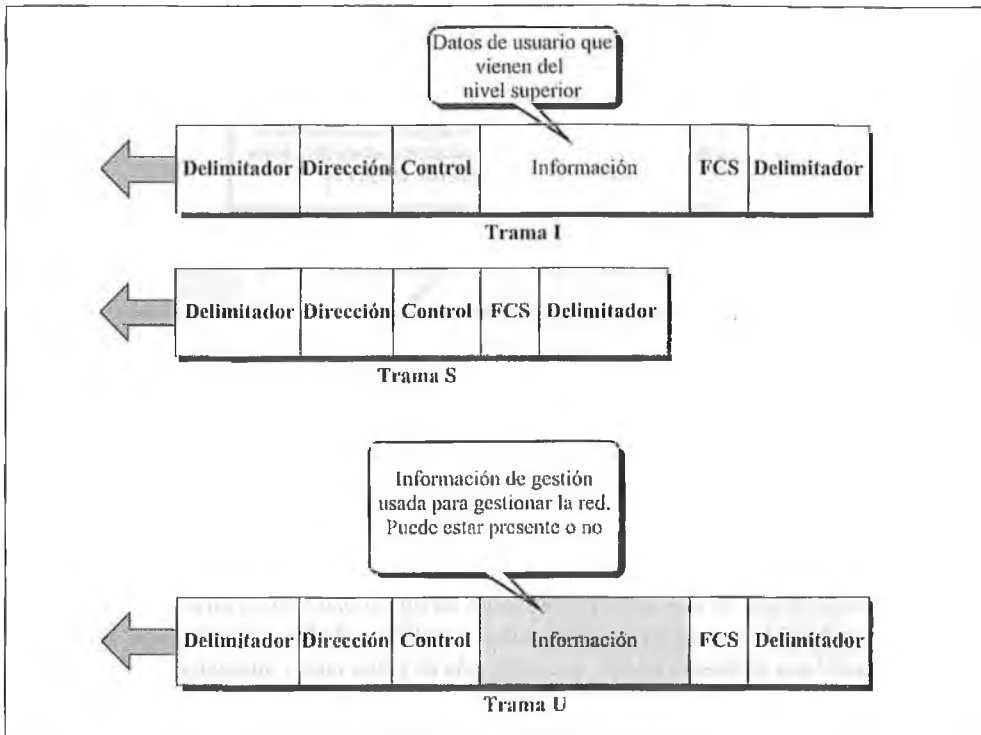 Datos de usuario que
vienen del
nivel superior
Delimitador Dirección Control Información FCS Delimitador
Trama I
Delimitador Dirección Control FCS Delimitador
Trama S
Información de gestión
usada para gestionar la red.
Puede estar presente o no
Delimitador Dirección Control Información FCS Delimitador
Trama U